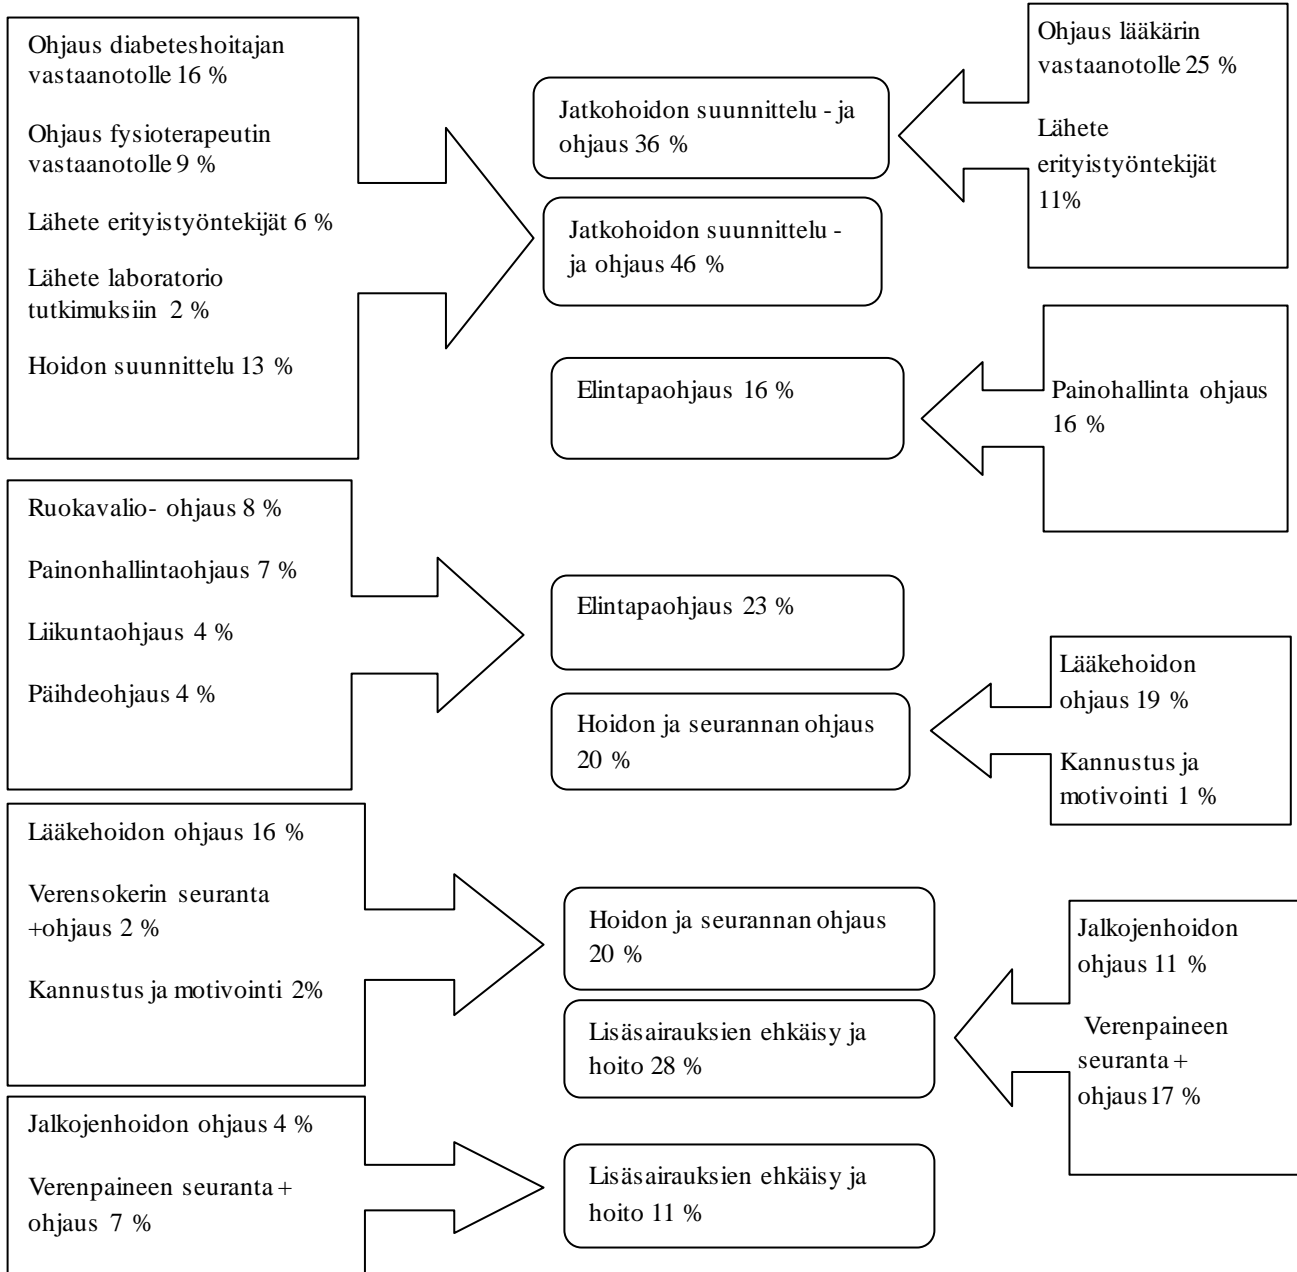 Ohjaus diabeteshoitajan
vastaanotolle 16 %
Ohjaus fysioterapeutin
vastaanotolle 9 %
Lähete erityistyöntekijät 6 %
Lähete laboratorio
tutkimuksiin 2 %
Hoidon suunnittelu 13 %
Jatkohoidon suunnittelu - ja
ohjaus 36 %
Jatkohoidon suunnittelu -
ja ohjaus 46 %
Ohjaus lääkärin
vastaanotolle 25 %
Lähete
erityistyöntekijät
11%
Elintapaohjaus 16 %
Painohallinta ohjaus
16 %
Ruokavalio- ohjaus 8 %
Painonhallintaohjaus 7 %
Liikuntaohjaus 4 %
Päihdeohjaus 4 %
Elintapaohjaus 23 %
Hoidon ja seurannan ohjaus
20 %
Lääkehoidon
ohjaus 19 %
Kannustus ja
motivointi 1 %
Lääkehoidon ohjaus 16 %
Verensokerin seuranta
+ohjaus 2 %
Kannustus ja motivointi 2%
Hoidon ja seurannan ohjaus
20 %
Lisäsairauksien ehkäisy ja
hoito 28 %
Jalkojenhoidon
ohjaus 11 %
Verenpaineen
seuranta +
ohjaus 17 %
Jalkojenhoidon ohjaus 4 %
Verenpaineen seuranta +
ohjaus 7 %
Lisäsairauksien ehkäisy ja
hoito 11 %